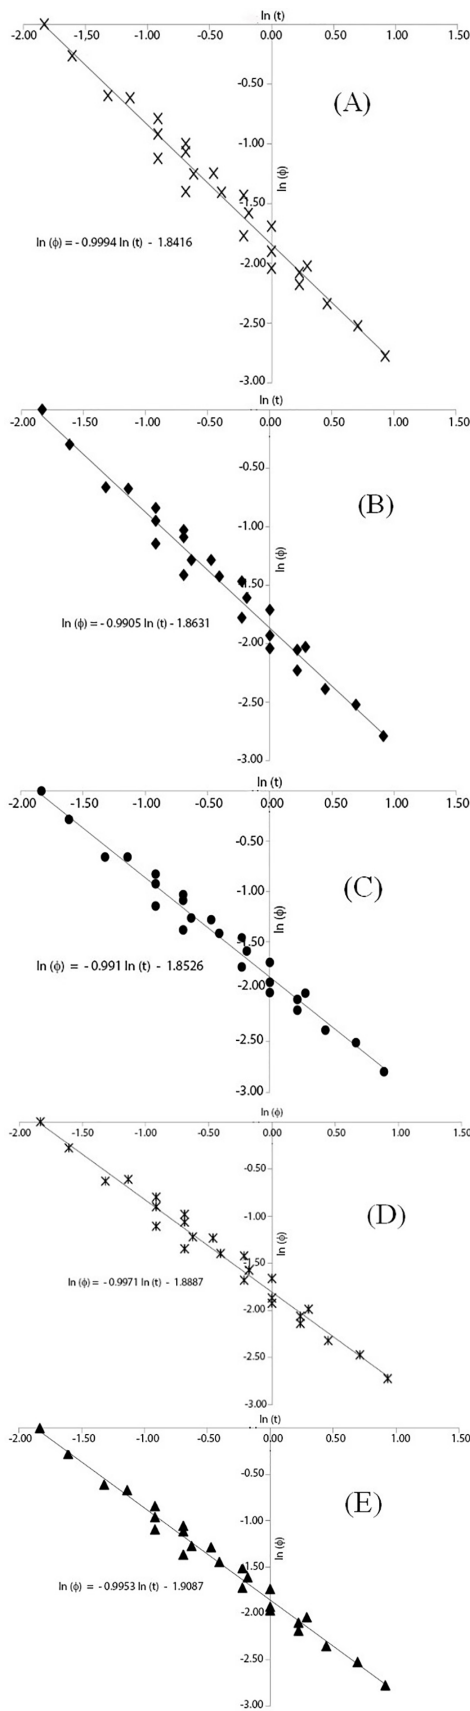 ln (t)
-2.00 -1.50 -1.00 -0.50 0.00 0.50 1.00 1.50
-0.50
(A)
-1.00
ln (ϕ)
-1.50
ln (ϕ) = - 0.9994 ln (t) - 1.8416
-2.00
-2.50
-3.00
ln (t)
-2.00 -1.50 -1.00 -0.50 0.00 0.50 1.00 1.50
-0.50
(B)
-1.00
ln (ϕ)
-1.50
ln (ϕ) = - 0.9905 ln (t) - 1.8631
-2.00
-2.50
-3.00
ln (t)
-2.00 -1.50 -1.00 -0.50 0.00 0.50 1.00 1.50
-0.50
(C)
-1.00
ln (ϕ)
-1.50
ln (ϕ) = -0.991 ln (t) - 1.8526
-2.00
-2.50
-3.00
ln (ϕ)
-2.00 -1.50 -1.00 -0.50 0.00 0.50 1.00 1.50
-0.50
(D)
-1.00
ln (ϕ)
-1.50
ln (ϕ) = -0.9971 ln (t) - 1.8887
-2.00
-2.50
-3.00
ln (t)
-2.00 -1.50 -1.00 -0.50 0.00 0.50 1.00 1.50
-0.50
(E)
-1.00
ln (ϕ)
-1.50
ln (ϕ) = -0.9953 ln (t) - 1.9087
-2.00
-2.50
-3.00